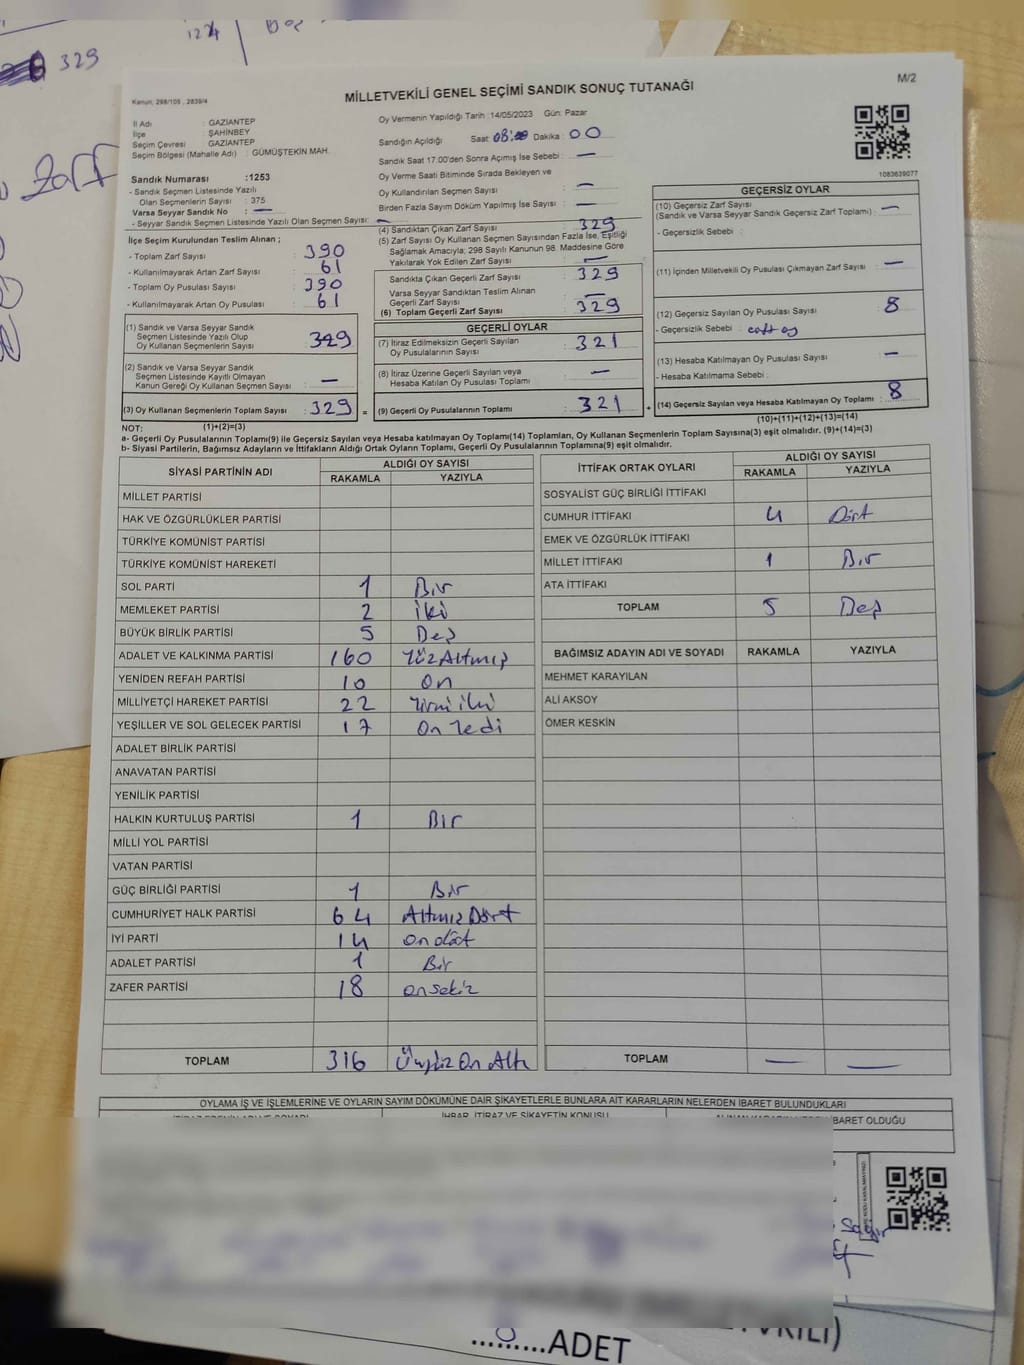 329
M/2
Kanun: 298/105 , 2839/4
MİLLETVEKİLİ GENEL SEÇİMİ SANDIK SONUÇ TUTANAĞI
İl Adı : GAZİANTEP
İlçe : ŞAHİNBEY
Seçim Çevresi : GAZİANTEP
Seçim Bölgesi (Mahalle Adı) : GÜMÜŞTEKİN MAH.
Oy Vermenin Yapıldığı Tarih :14/05/2023 Gün: Pazar
Sandığın Açıldığı Saat: 08:00 Dakika : 00
Sandık Saat 17.00'den Sonra Açımış İse Sebebi : —
Oy Verme Saati Bitiminde Sırada Bekleyen ve
Oy Kullandırılan Seçmen Sayısı : —
Birden Fazla Sayım Döküm Yapılmış İse Sayısı : —
1083639077
Sandık Numarası :1253
- Sandık Seçmen Listesinde Yazılı
Olan Seçmenlerin Sayısı : 375
Varsa Seyyar Sandık No : —
- Seyyar Sandık Seçmen Listesinde Yazılı Olan Seçmen Sayısı: —
İlçe Seçim Kurulundan Teslim Alınan ;
- Toplam Zarf Sayısı : 390
- Kullanılmayarak Artan Zarf Sayısı : 61
- Toplam Oy Pusulası Sayısı : 390
- Kullanılmayarak Artan Oy Pusulası : 61
(1) Sandık ve Varsa Seyyar Sandık
Seçmen Listesinde Yazılı Olup
Oy Kullanan Seçmenlerin Sayısı : 329
(2) Sandık ve Varsa Seyyar Sandık
Seçmen Listesinde Kayıtlı Olmayan
Kanun Gereği Oy Kullanan Seçmen Sayısı : —
(3) Oy Kullanan Seçmenlerin Toplam Sayısı : 329 =
(1)+(2)=(3)
(4) Sandıktan Çıkan Zarf Sayısı : 329
(5) Zarf Sayısı Oy Kullanan Seçmen Sayısından Fazla İse, Eşitliği
Sağlamak Amacıyla; 298 Sayılı Kanunun 98. Maddesine Göre
Yakılarak Yok Edilen Zarf Sayısı : —
Sandıkla Çıkan Geçerli Zarf Sayısı : 329
Varsa Seyyar Sandıktan Teslim Alınan
Geçerli Zarf Sayısı : —
(6) Toplam Geçerli Zarf Sayısı : 329
GEÇERLİ OYLAR
(7) İtiraz Edilmeksizin Geçerli Sayılan
Oy Pusulalarının Sayısı : 321
(8) İtiraz Üzerine Geçerli Sayılan veya
Hesaba Katılan Oy Pusulası Toplamı : —
(9) Geçerli Oy Pusulalarının Toplamı : 321 +
GEÇERSİZ OYLAR
(10) Geçersiz Zarf Sayısı
(Sandık ve Varsa Seyyar Sandık Geçersiz Zarf Toplamı) : —
- Geçersizlik Sebebi :
(11) İçinden Milletvekili Oy Pusulası Çıkmayan Zarf Sayısı : —
(12) Geçersiz Sayılan Oy Pusulası Sayısı : 8
- Geçersizlik Sebebi :
(13) Hesaba Katılmayan Oy Pusulası Sayısı : —
- Hesaba Katılmama Sebebi :
(14) Geçersiz Sayılan veya Hesaba Katılmayan Oy Toplamı : 8
(10)+(11)+(12)+(13)=(14)
NOT:
a- Geçerli Oy Pusulalarının Toplamı(9) ile Geçersiz Sayılan veya Hesaba katılmayan Oy Toplamı(14) Toplamları, Oy Kullanan Seçmenlerin Toplam Sayısına(3) eşit olmalıdır. (9)+(14)=(3)
b- Siyasi Partilerin, Bağımsız Adayların ve İttifakların Aldığı Ortak Oyların Toplamı, Geçerli Oy Pusulalarının Toplamına(9) eşit olmalıdır.
SİYASİ PARTİNİN ADI ALDIĞI OY SAYISI
RAKAMLA YAZIYLA
MİLLET PARTİSİ
HAK VE ÖZGÜRLÜKLER PARTİSİ
TÜRKİYE KOMÜNİST PARTİSİ
TÜRKİYE KOMÜNİST HAREKETİ
SOL PARTİ 1 Bir
MEMLEKET PARTİSİ 2 iki
BÜYÜK BİRLİK PARTİSİ 5 Beş
ADALET VE KALKINMA PARTİSİ 160 YüzAltmış
YENİDEN REFAH PARTİSİ 10 On
MİLLİYETÇİ HAREKET PARTİSİ 22 Yirmi iki
YEŞİLLER VE SOL GELECEK PARTİSİ 17 On Yedi
ADALET BİRLİK PARTİSİ
ANAVATAN PARTİSİ
YENİLİK PARTİSİ
HALKIN KURTULUŞ PARTİSİ 1 Bir
MİLLİ YOL PARTİSİ
VATAN PARTİSİ
GÜÇ BİRLİĞİ PARTİSİ 1 Bir
CUMHURİYET HALK PARTİSİ 64 Altmış Dört
İYİ PARTİ 14 on dört
ADALET PARTİSİ 1 Bir
ZAFER PARTİSİ 18 onsekiz
TOPLAM 316 Üçyüz On Altı
İTTİFAK ORTAK OYLARI ALDIĞI OY SAYISI
RAKAMLA YAZIYLA
SOSYALİST GÜÇ BİRLİĞİ İTTİFAKI
CUMHUR İTTİFAKI 4 Dört
EMEK VE ÖZGÜRLÜK İTTİFAKI
MİLLET İTTİFAKI 1 Bir
ATA İTTİFAKI
TOPLAM 5 Beş
BAĞIMSIZ ADAYIN ADI VE SOYADI RAKAMLA YAZIYLA
MEHMET KARAYILAN
ALİ AKSOY
ÖMER KESKİN
TOPLAM — —
OYLAMA İŞ VE İŞLEMLERİNE VE OYLARIN SAYIM DÖKÜMÜNE DAİR ŞİKAYETLERLE BUNLARA AİT KARARLARIN NELERDEN İBARET BULUNDUKLARI
İHBAR, İTİRAZ VE ŞİKAYETİN KONUSU
İBARET OLDUĞU
.........ADET